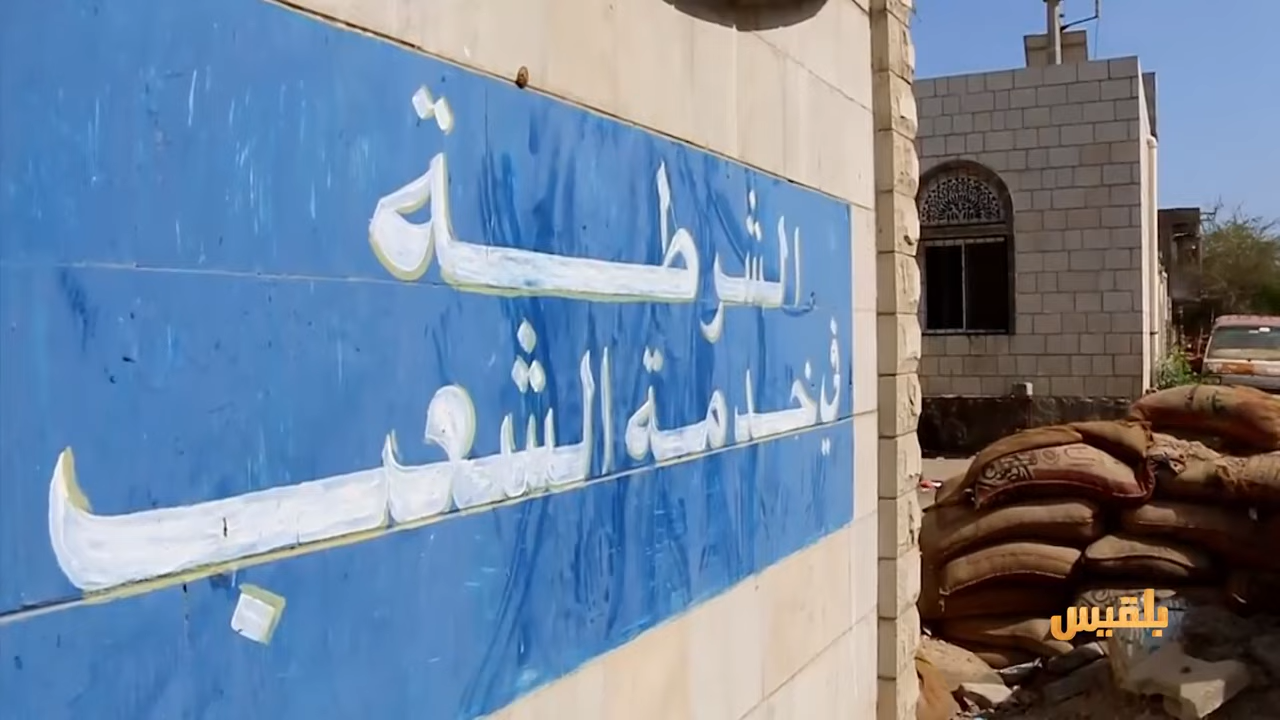 الشرطة
في خدمة الشعب
بلقيس